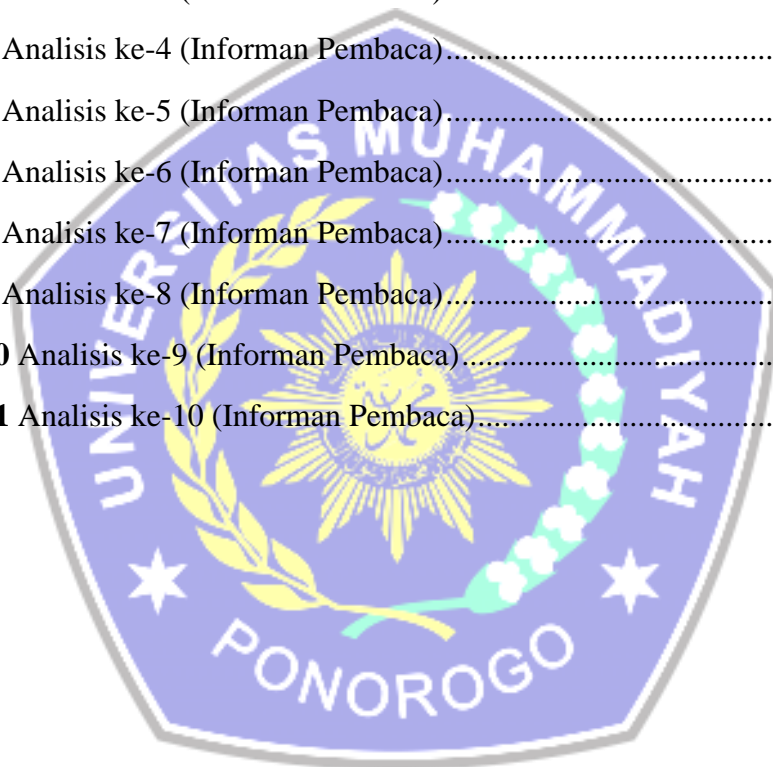 Analisis ke-4 (Informan Pembaca)........................................
Analisis ke-5 (Informan Pembaca)........................................
Analisis ke-6 (Informan Pembaca)........................................
Analisis ke-7 (Informan Pembaca)........................................
Analisis ke-8 (Informan Pembaca)........................................
0 Analisis ke-9 (Informan Pembaca)......................................
1 Analisis ke-10 (Informan Pembaca)....................................
UNIVERSITAS MUHAMMADIYAH
PONOROGO